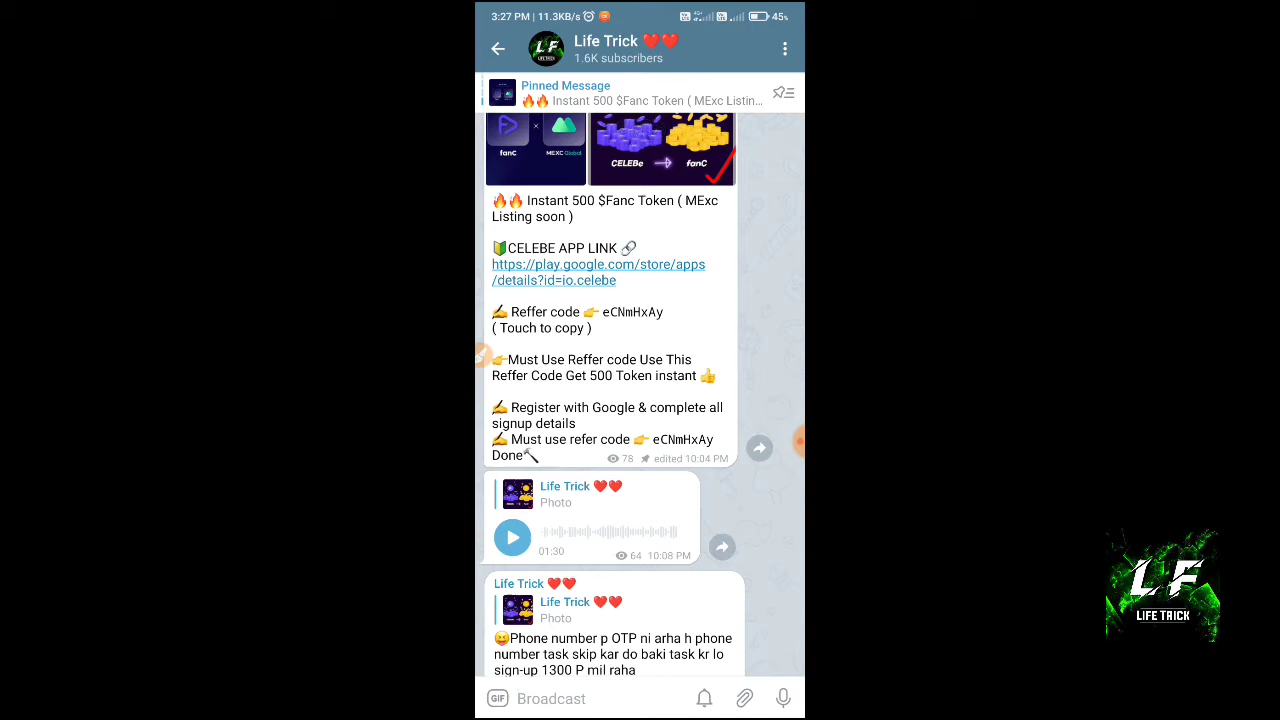 3:27 PM | 11.3KB/s
45%
LF
LIFE TRICK
Life Trick ❤️❤️
1.6K subscribers
Pinned Message
🔥🔥 Instant 500 $Fanc Token ( MExc Listin...
fanC
MEXC Global
CELEBe
fanC
🔥🔥 Instant 500 $Fanc Token ( MExc
Listing soon )
🔰CELEBE APP LINK 🔗
https://play.google.com/store/apps
/details?id=io.celebe
✍️ Reffer code 👉 eCNmHxAy
( Touch to copy )
👉Must Use Reffer code Use This
Reffer Code Get 500 Token instant 👍
✍️ Register with Google & complete all
signup details
✍️ Must use refer code 👉 eCNmHxAy
Done🔨
78 edited 10:04 PM
Life Trick ❤️❤️
Photo
01:30
64 10:08 PM
Life Trick ❤️❤️
Life Trick ❤️❤️
Photo
😝Phone number p OTP ni arha h phone
number task skip kar do baki task kr lo
sign-up 1300 P mil raha
GIF Broadcast
LF
LIFE TRICK